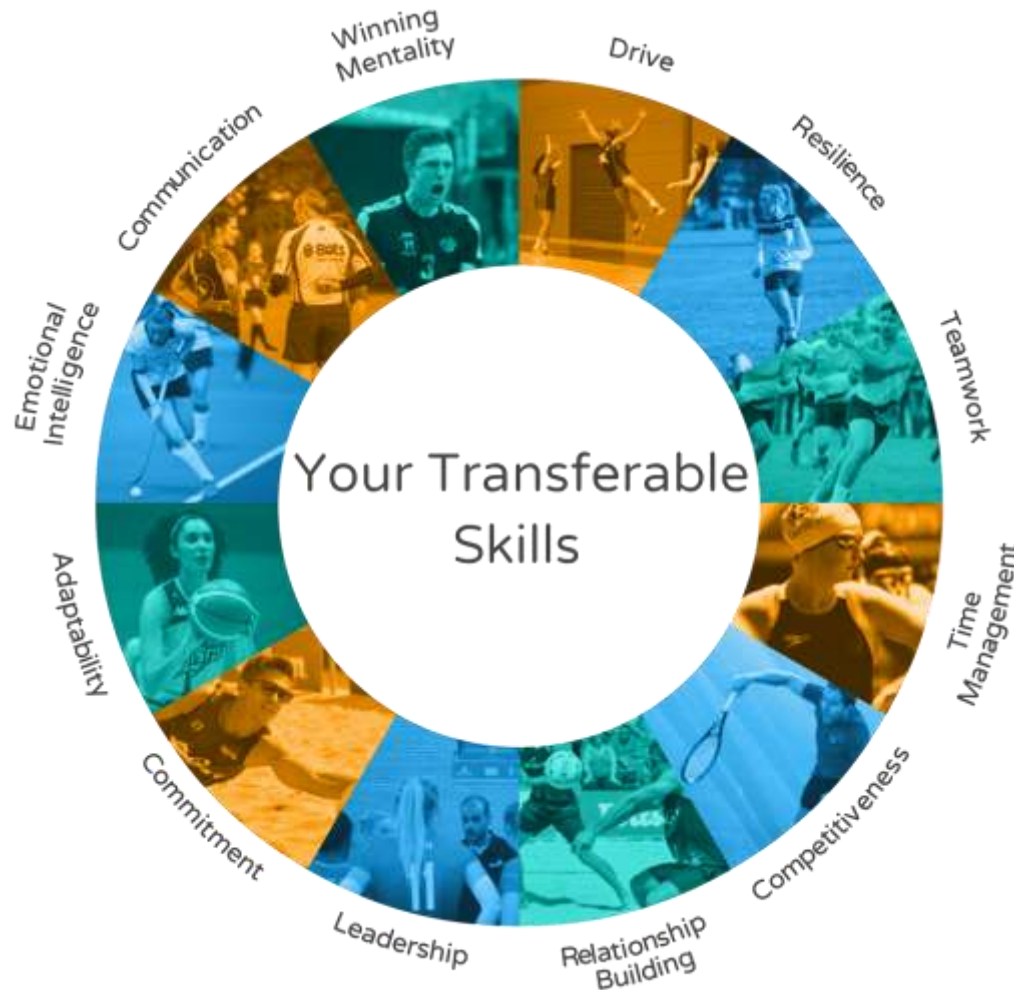 Your Transferable
Skills
Drive
Resilience
Teamwork
Time
Management
Competitiveness
Relationship
Building
Leadership
Commitment
Adaptability
Emotional
Intelligence
Communication
Winning
Mentality
3